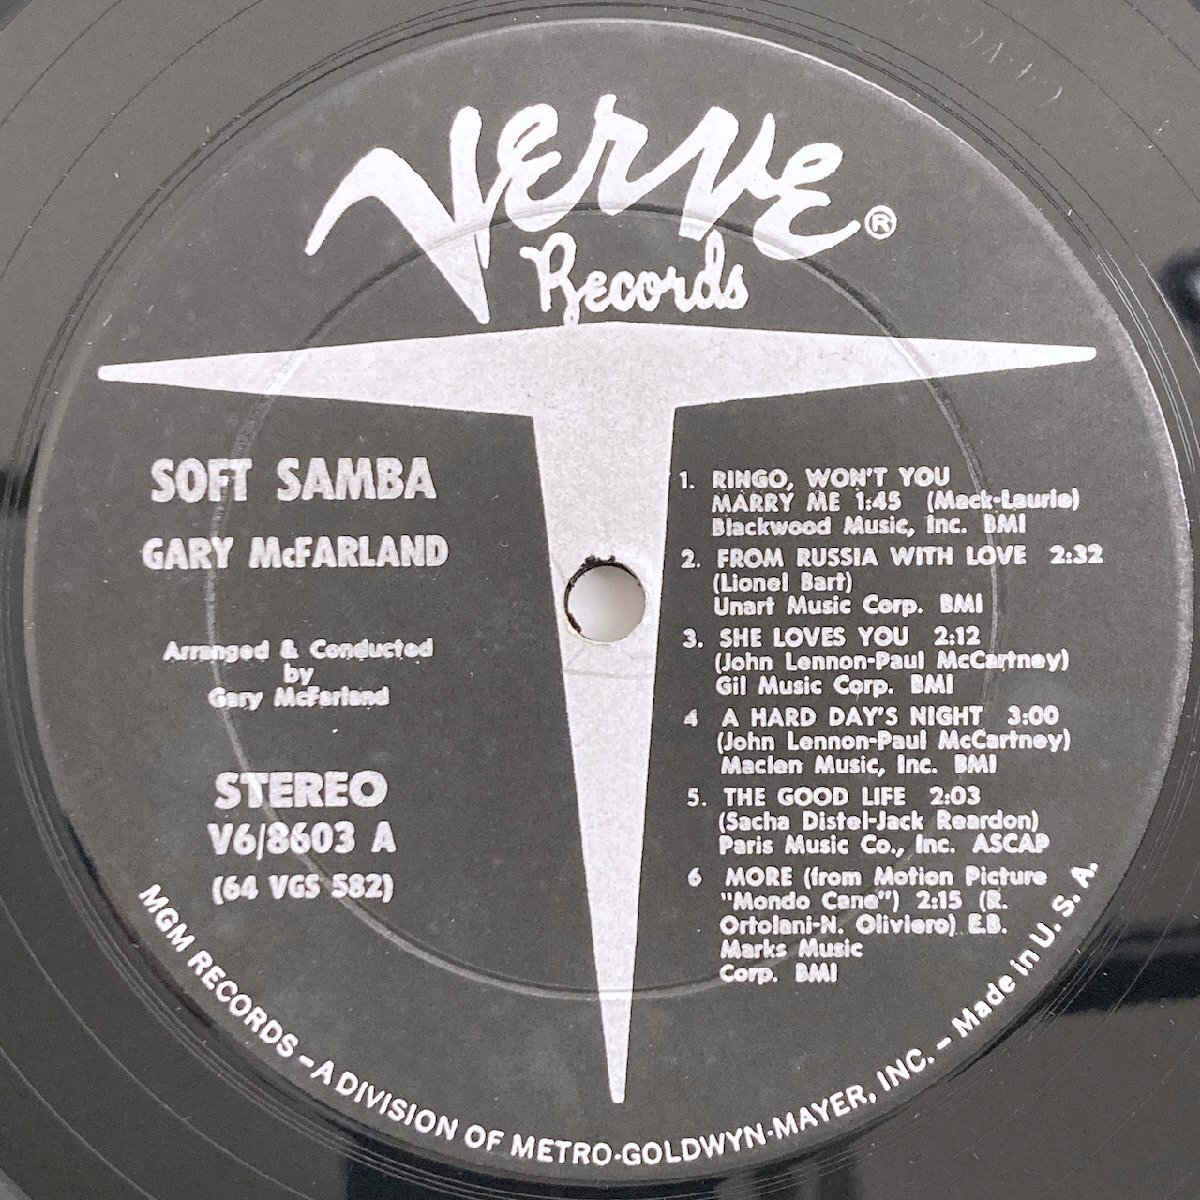 Verve ®
Records
SOFT SAMBA
GARY McFARLAND
Arranged & Conducted
by
Gary McFarland
STEREO
V6/8603 A
(64 VGS 582)
1. RINGO, WON'T YOU
MARRY ME 1:45 (Mack-Laurie)
Blackwood Music, Inc. BMI
2. FROM RUSSIA WITH LOVE 2:32
(Lionel Bart)
Unart Music Corp. BMI
3. SHE LOVES YOU 2:12
(John Lennon-Paul McCartney)
Gil Music Corp. BMI
4 A HARD DAY'S NIGHT 3:00
(John Lennon-Paul McCartney)
Maclen Music, Inc. BMI
5. THE GOOD LIFE 2:03
(Sacha Distel-Jack Reardon)
Paris Music Co., Inc. ASCAP
6 MORE (from Motion Picture
"Mondo Cane") 2:15 (R.
Ortolani-N. Oliviero) E.B.
Marks Music
Corp. BMI
MGM RECORDS – A DIVISION OF METRO-GOLDWYN-MAYER, INC. – Made in U. S. A.